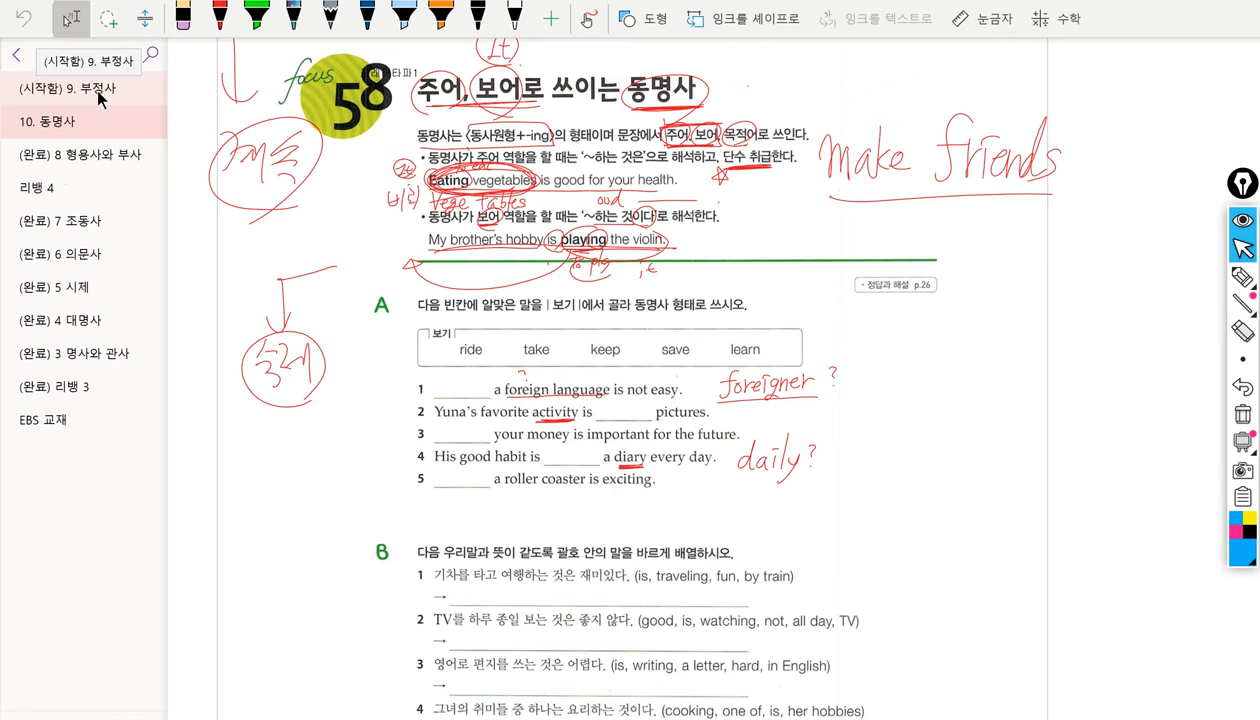 도형
잉크를 셰이프로
잉크를 텍스트로
눈금자
수학
(시작함) 9. 부정사
(시작함) 9. 부정사
10. 동명사
(완료) 8 형용사와 부사
리뱅 4
(완료) 7 조동사
(완료) 6 의문사
(완료) 5 시제
(완료) 4 대명사
(완료) 3 명사와 관사
(완료) 리뱅 3
EBS 교재
It
focus
58
주어, 보어로 쓰이는 동명사
동명사는 〈동사원형+-ing〉의 형태이며 문장에서 주어, 보어, 목적어로 쓰인다.
• 동명사가 주어 역할을 할 때는 '~하는 것은'으로 해석하고, 단수 취급한다.
make friends
Eating vegetables is good for your health.
Vege tables
• 동명사가 보어 역할을 할 때는 '~하는 것이다'로 해석한다.
My brother's hobby is playing the violin.
• 정답과 해설 p.26
A 다음 빈칸에 알맞은 말을 | 보기 |에서 골라 동명사 형태로 쓰시오.
보기
ride take keep save learn
1 ______ a foreign language is not easy.
foreigner ?
2 Yuna's favorite activity is ______ pictures.
3 ______ your money is important for the future.
4 His good habit is ______ a diary every day.
daily?
5 ______ a roller coaster is exciting.
숙제
B 다음 우리말과 뜻이 같도록 괄호 안의 말을 바르게 배열하시오.
1 기차를 타고 여행하는 것은 재미있다. (is, traveling, fun, by train)
→
2 TV를 하루 종일 보는 것은 좋지 않다. (good, is, watching, not, all day, TV)
→
3 영어로 편지를 쓰는 것은 어렵다. (is, writing, a letter, hard, in English)
→
4 그녀의 취미들 중 하나는 요리하는 것이다. (cooking, one of, is, her hobbies)